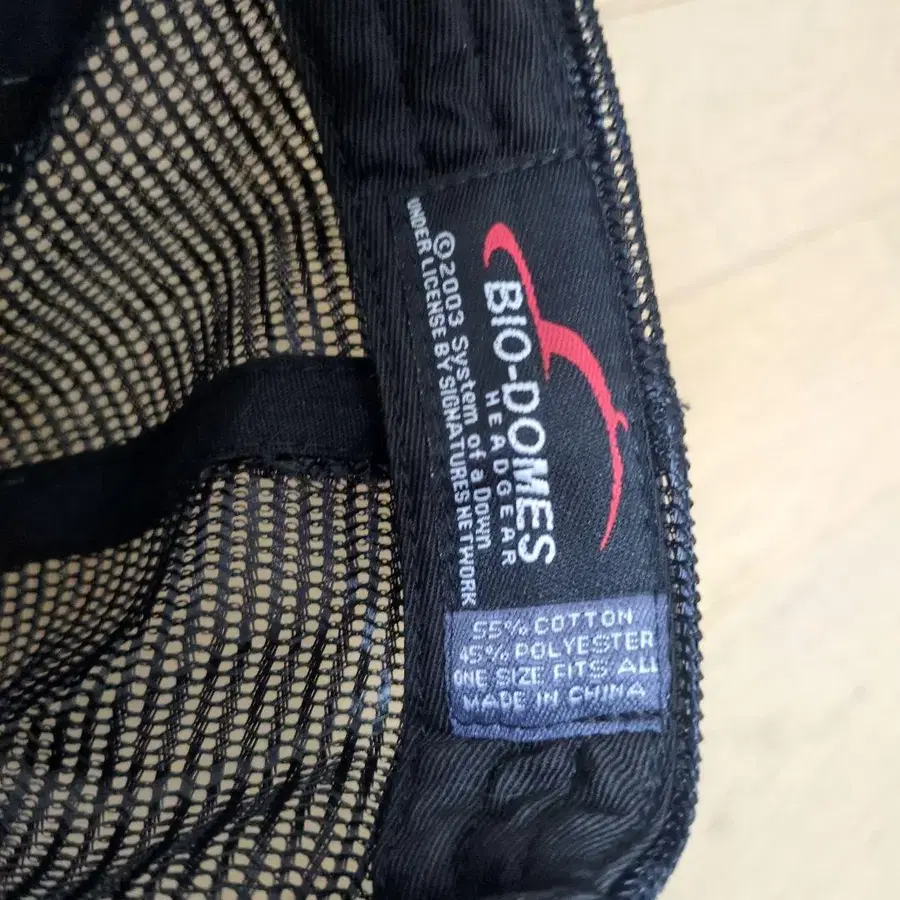 BIO-DOMES
HEADGEAR
©2003 System of a Down
UNDER LICENSE BY SIGNATURES NETWORK
55% COTTON
45% POLYESTER
ONE SIZE FITS ALL
MADE IN CHINA